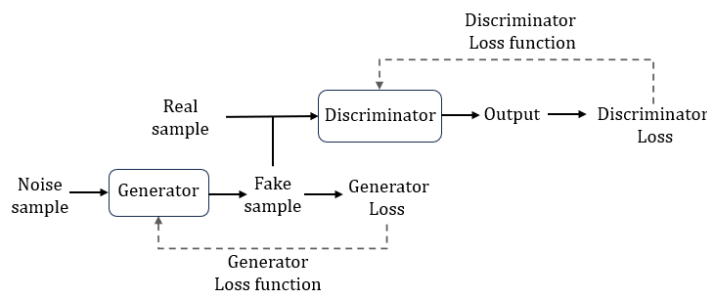 Discriminator
Loss function
Real
sample
Discriminator
Output
Discriminator
Loss
Noise
sample
Generator
Fake
sample
Generator
Loss
Generator
Loss function